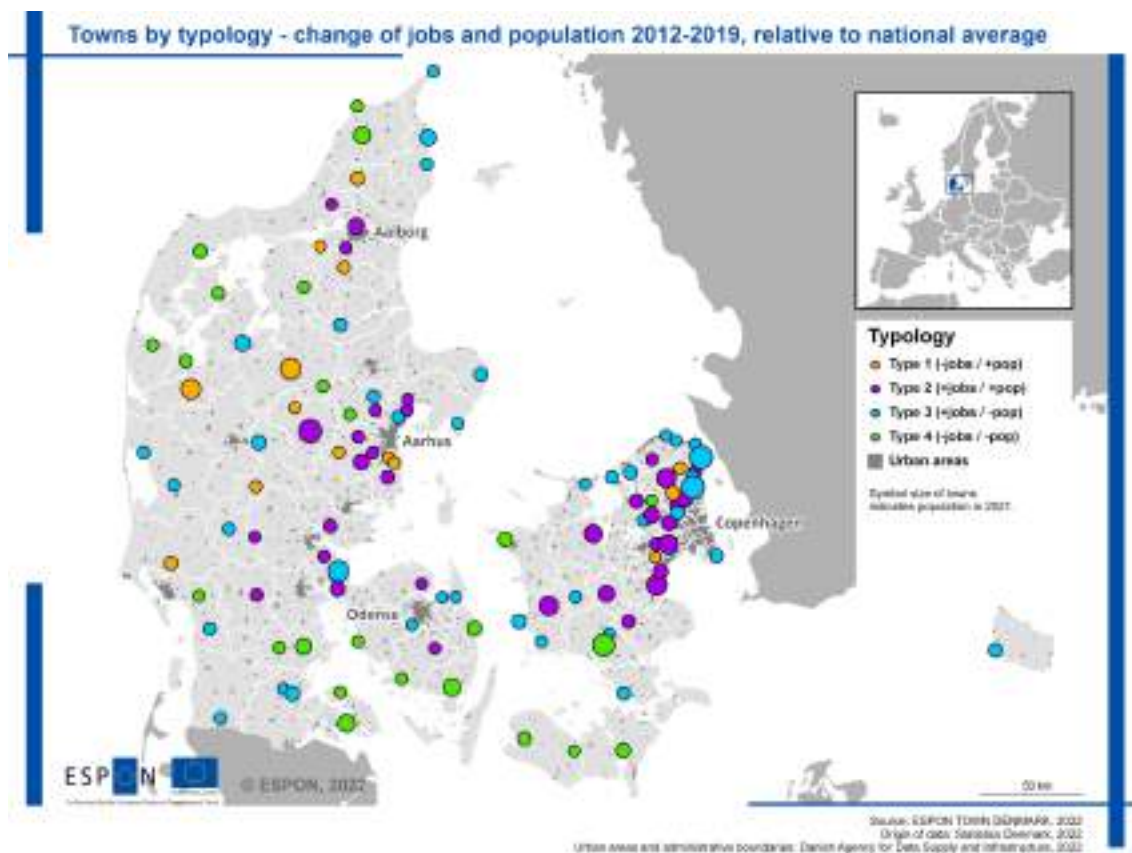 Towns by typology - change of jobs and population 2012-2019, relative to national average
Aalborg
Aarhus
Copenhagen
Odense
Typology
Type 1 (-jobs / +pop)
Type 2 (+jobs / +pop)
Type 3 (+jobs / -pop)
Type 4 (-jobs / -pop)
Urban areas
Symbol size of towns
indicates population in 2021.
ESPON
© ESPON, 2022
50 km
Source: ESPON TOWN DENMARK, 2022
Origin of data: Statistics Denmark, 2022
Urban areas and administrative boundaries: Danish Agency for Data Supply and Infrastructure, 2022